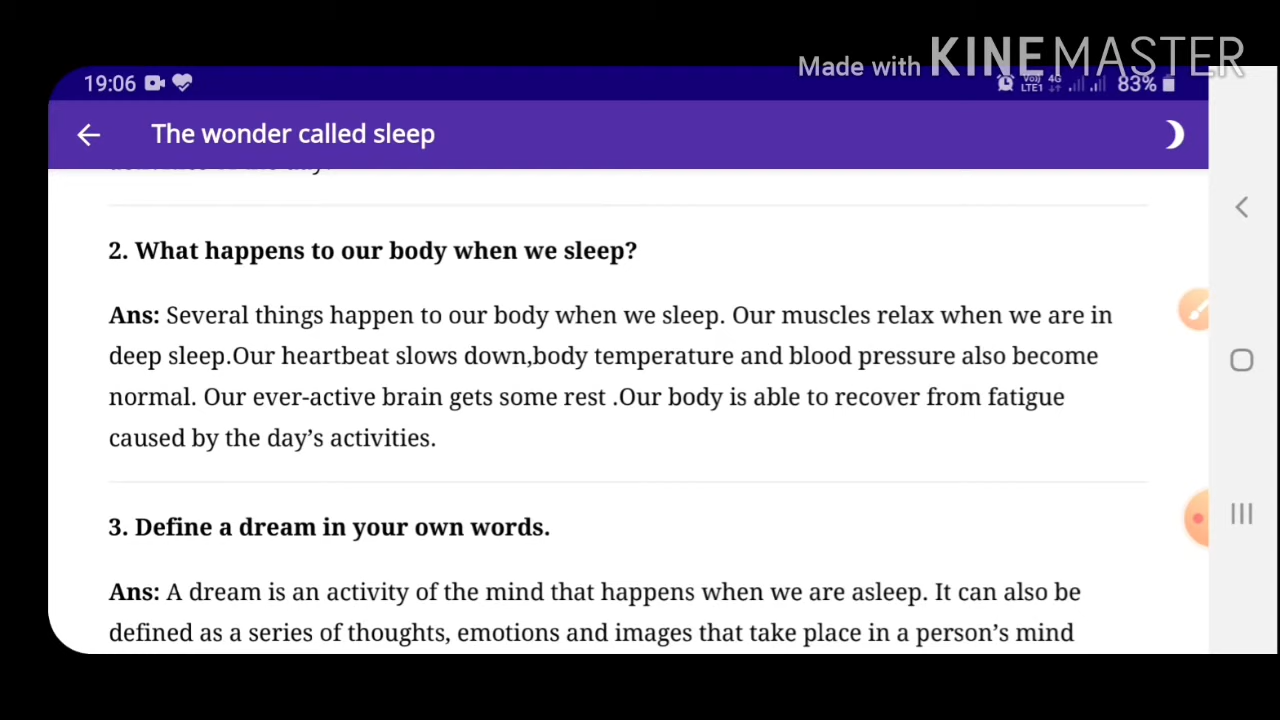 Made with KINEMASTER
19:06 Vo)) LTE1 4G 83%
The wonder called sleep
2. What happens to our body when we sleep?
Ans: Several things happen to our body when we sleep. Our muscles relax when we are in
deep sleep.Our heartbeat slows down,body temperature and blood pressure also become
normal. Our ever-active brain gets some rest .Our body is able to recover from fatigue
caused by the day’s activities.
3. Define a dream in your own words.
Ans: A dream is an activity of the mind that happens when we are asleep. It can also be
defined as a series of thoughts, emotions and images that take place in a person’s mind